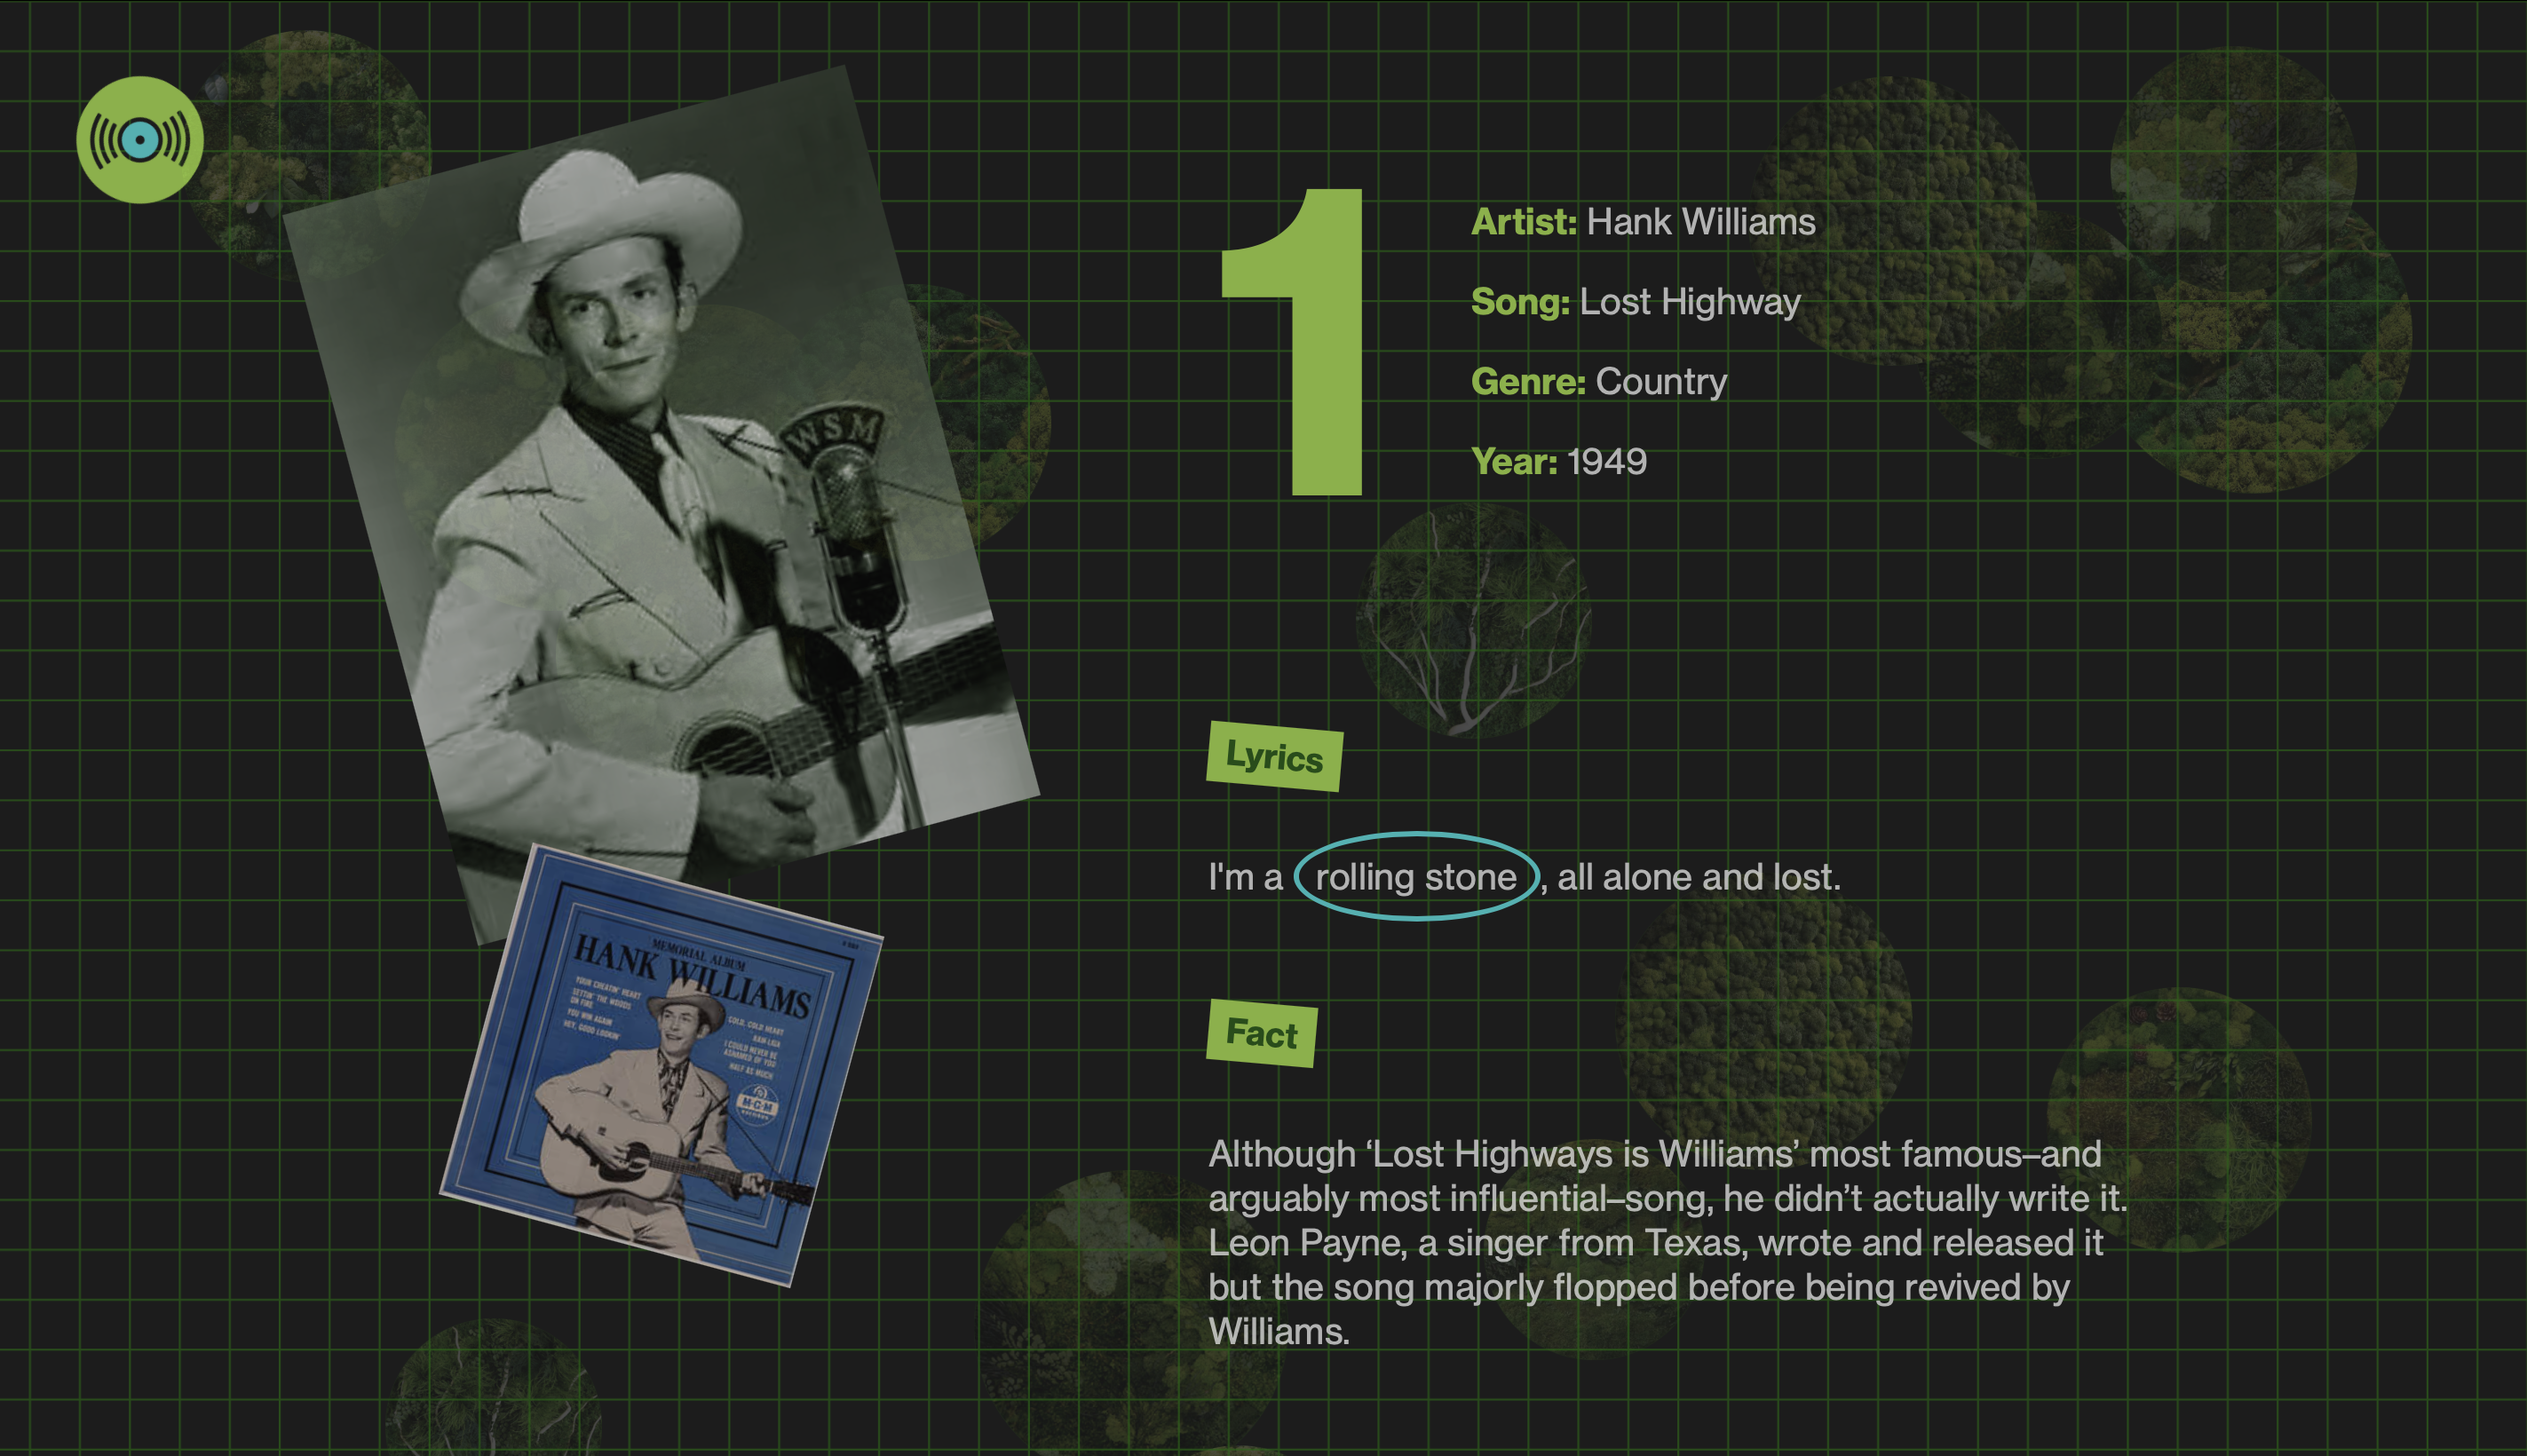 WSM
1
Artist: Hank Williams
Song: Lost Highway
Genre: Country
Year: 1949
Lyrics
I'm a rolling stone, all alone and lost.
MEMORIAL ALBUM
HANK WILLIAMS
YOUR CHEATIN' HEART
SETTIN' THE WOODS
ON FIRE
YOU WIN AGAIN
HEY, GOOD LOOKIN'
COLD, COLD HEART
KAW-LIGA
I COULD NEVER BE
ASHAMED OF YOU
HALF AS MUCH
M-G-M
Fact
Although ‘Lost Highways is Williams’ most famous–and
arguably most influential–song, he didn’t actually write it.
Leon Payne, a singer from Texas, wrote and released it
but the song majorly flopped before being revived by
Williams.